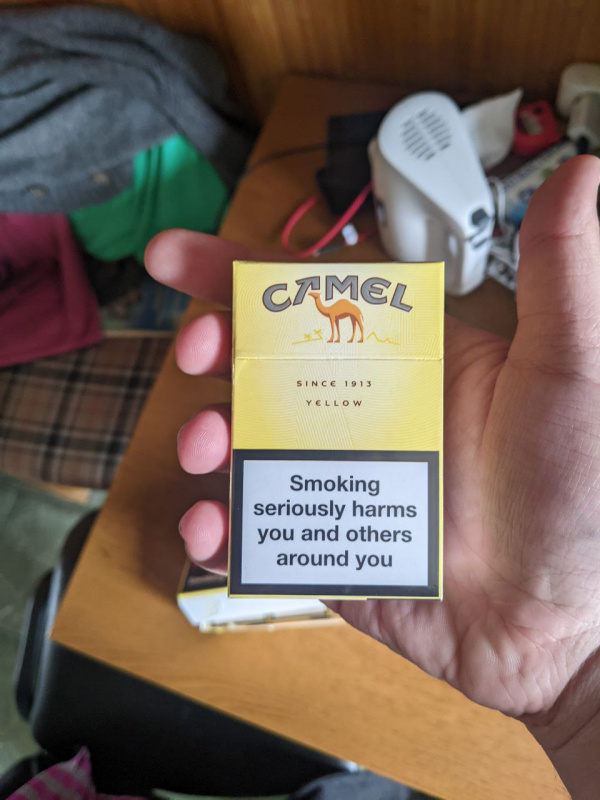 CAMEL
SINCE 1913
YELLOW
Smoking
seriously harms
you and others
around you